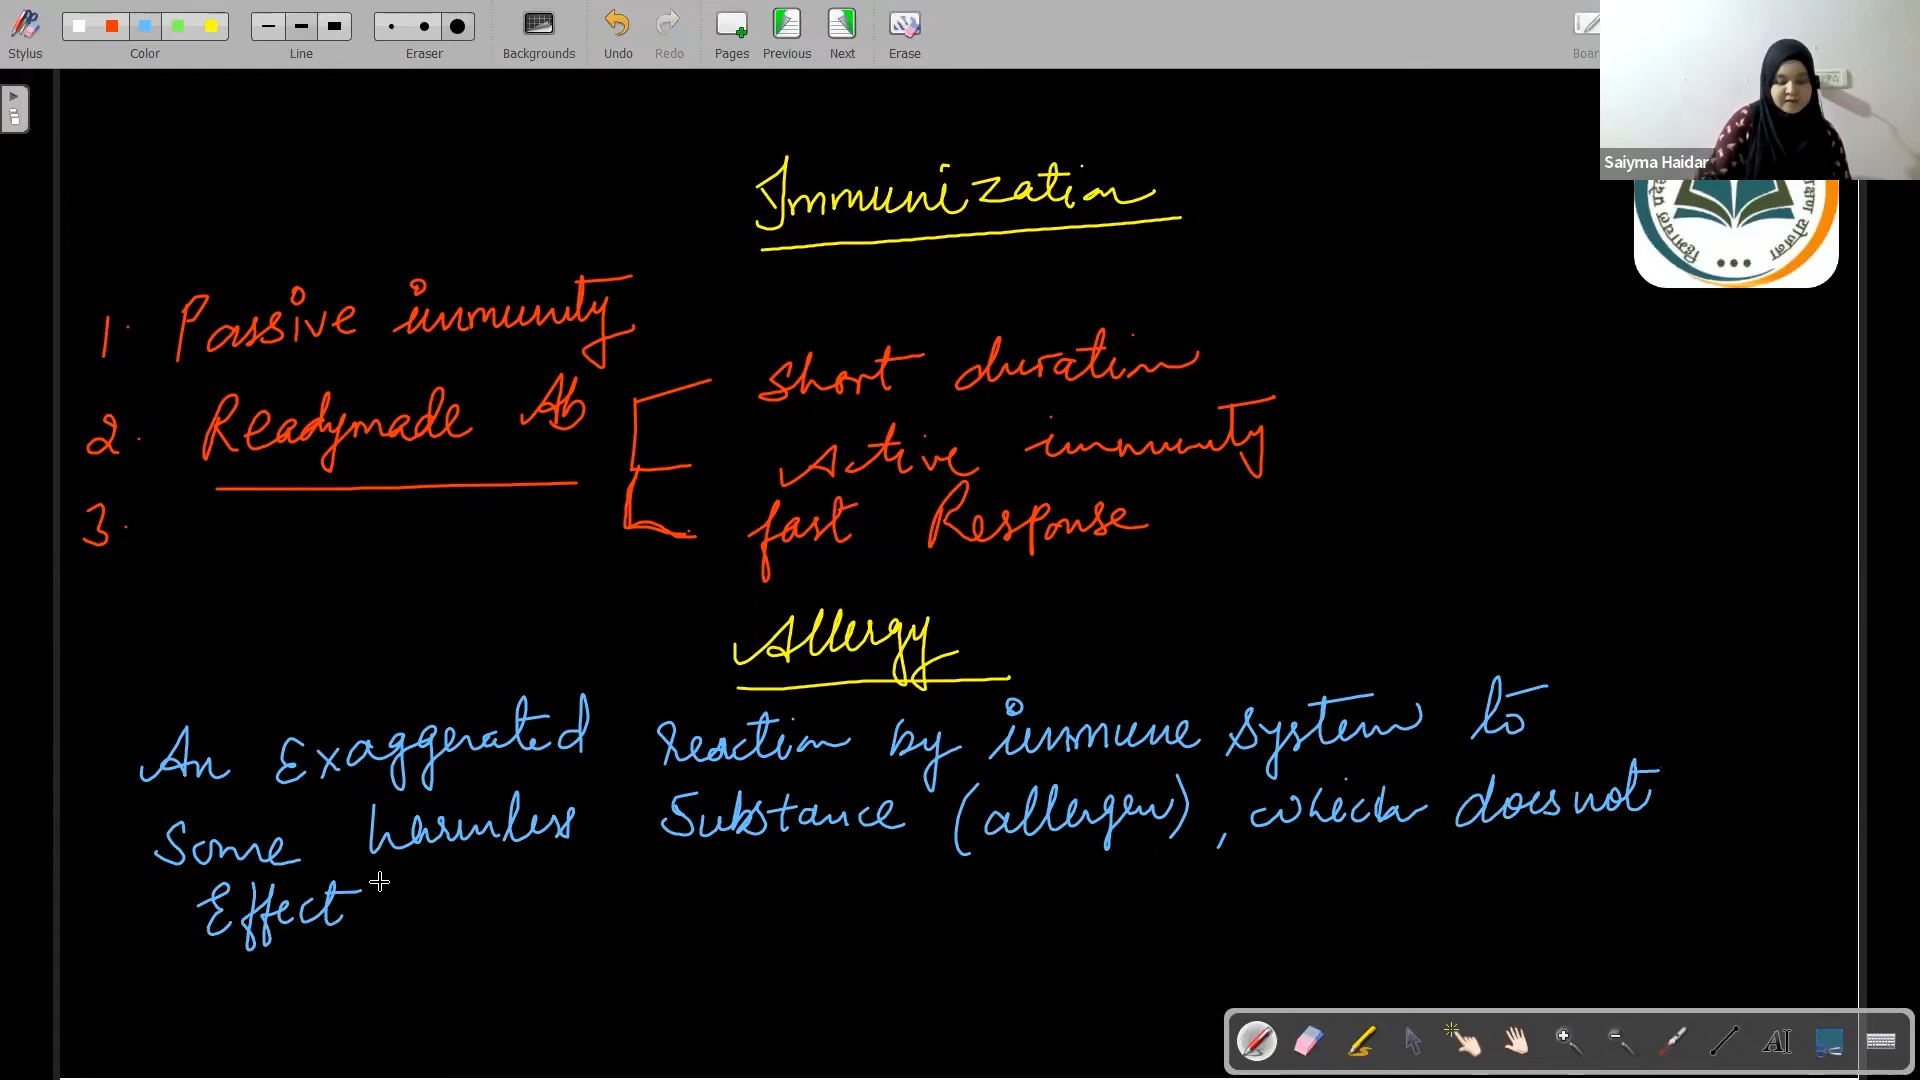 Stylus Color Line Eraser Backgrounds Undo Redo Pages Previous Next Erase Boar
Saiyma Haidar
Immunization
1. Passive immunity
2. Readymade Ab
3.
Short duration
Active immunity
fast Response
Allergy
An Exaggerated reaction by immune system to
Some harmless Substance (allergen), which does not
Effect
AI